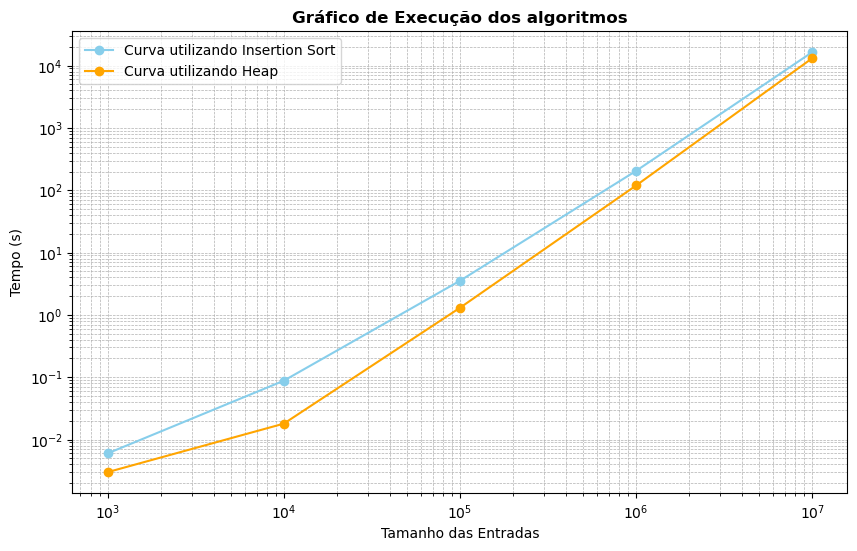 Gráfico de Execução dos algoritmos
Curva utilizando Insertion Sort
Curva utilizando Heap
Tempo (s)
10^4
10^3
10^2
10^1
10^0
10^−1
10^−2
10^3 10^4 10^5 10^6 10^7
Tamanho das Entradas